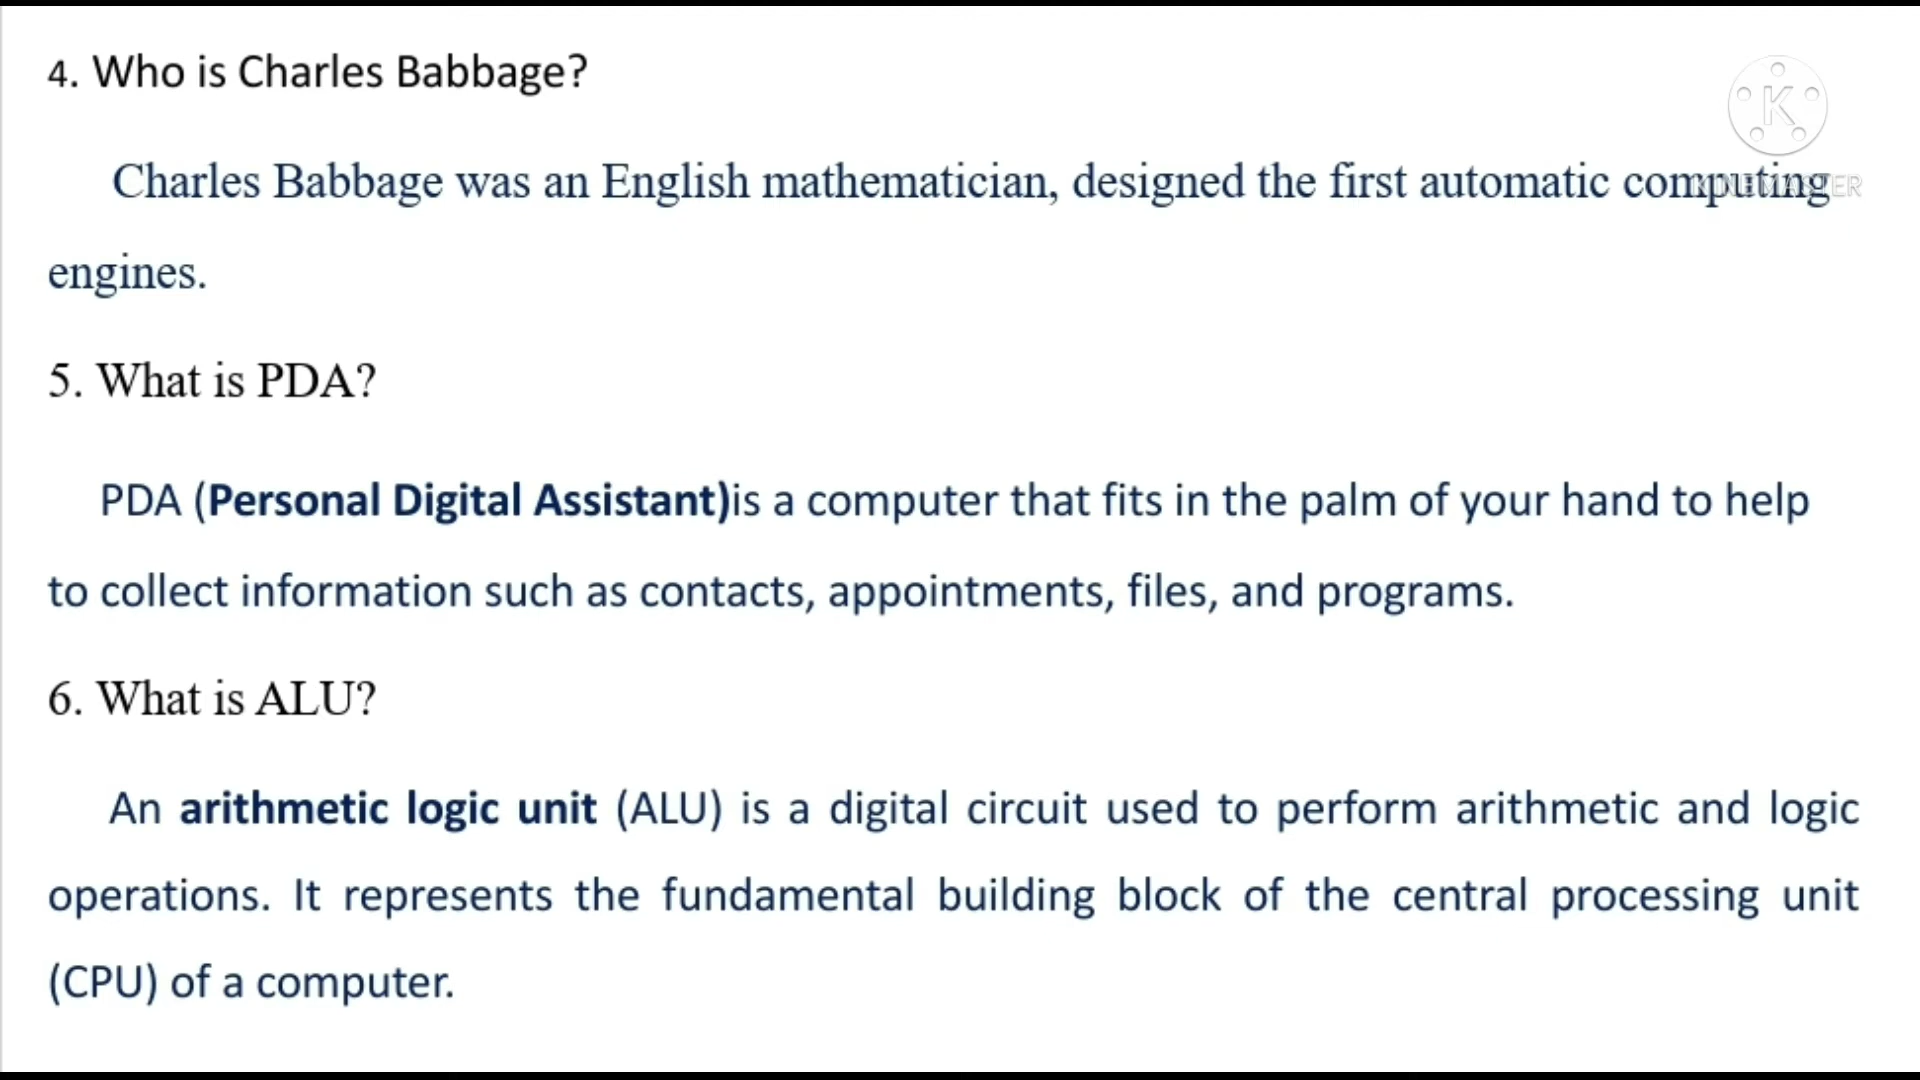 4. Who is Charles Babbage?
K
Charles Babbage was an English mathematician, designed the first automatic computing
KINEMASTER
engines.
5. What is PDA?
PDA (Personal Digital Assistant)is a computer that fits in the palm of your hand to help
to collect information such as contacts, appointments, files, and programs.
6. What is ALU?
An arithmetic logic unit (ALU) is a digital circuit used to perform arithmetic and logic
operations. It represents the fundamental building block of the central processing unit
(CPU) of a computer.